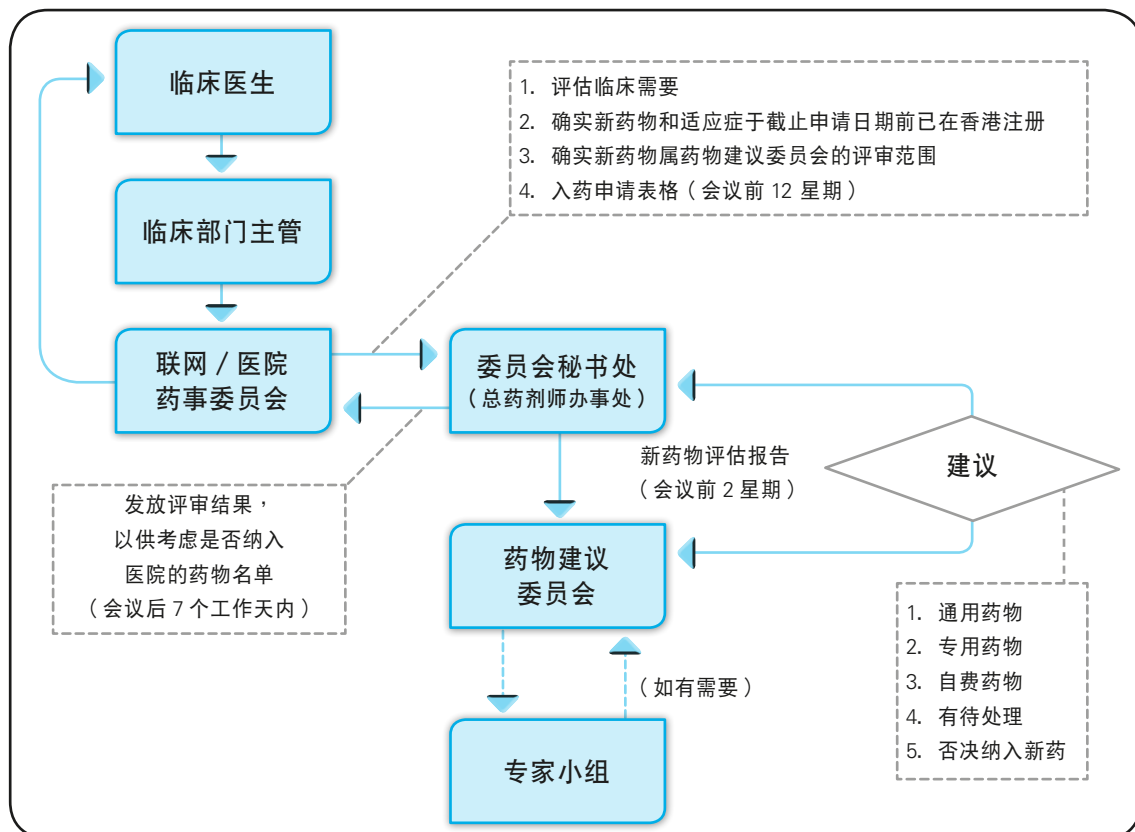 临床医生
1. 评估临床需要
2. 确实新药物和适应症于截止申请日期前已在香港注册
3. 确实新药物属药物建议委员会的评审范围
4. 入药申请表格（会议前 12 星期）
临床部门主管
联网／医院
药事委员会
委员会秘书处
（总药剂师办事处）
新药物评估报告
（会议前 2 星期）
建议
发放评审结果，
以供考虑是否纳入
医院的药物名单
（会议后 7 个工作天内）
药物建议
委员会
1. 通用药物
2. 专用药物
3. 自费药物
4. 有待处理
5. 否决纳入新药
（如有需要）
专家小组